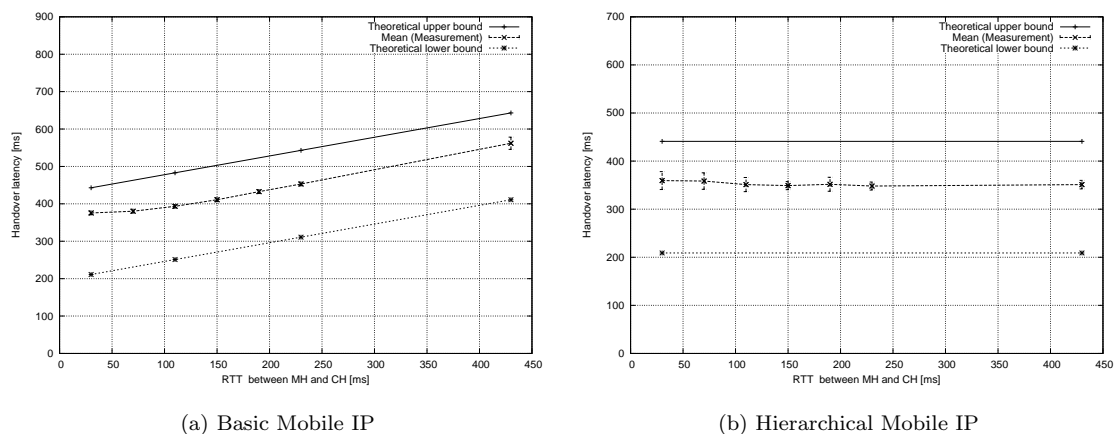 900
800
700
600
500
400
300
200
100
0
Handover latency [ms]
Theoretical upper bound
Mean (Measurement)
Theoretical lower bound
0 50 100 150 200 250 300 350 400 450
RTT between MH and CH [ms]
(a) Basic Mobile IP
700
600
500
400
300
200
100
0
Handover latency [ms]
Theoretical upper bound
Mean (Measurement)
Theoretical lower bound
0 50 100 150 200 250 300 350 400 450
RTT between MH and CH [ms]
(b) Hierarchical Mobile IP